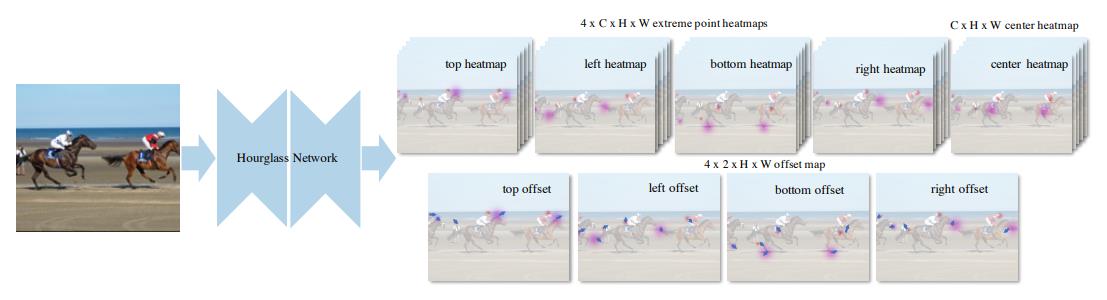 4 x C x H x W extreme point heatmaps
C x H x W center heatmap
top heatmap
left heatmap
bottom heatmap
right heatmap
center heatmap
Hourglass Network
4 x 2 x H x W offset map
top offset
left offset
bottom offset
right offset